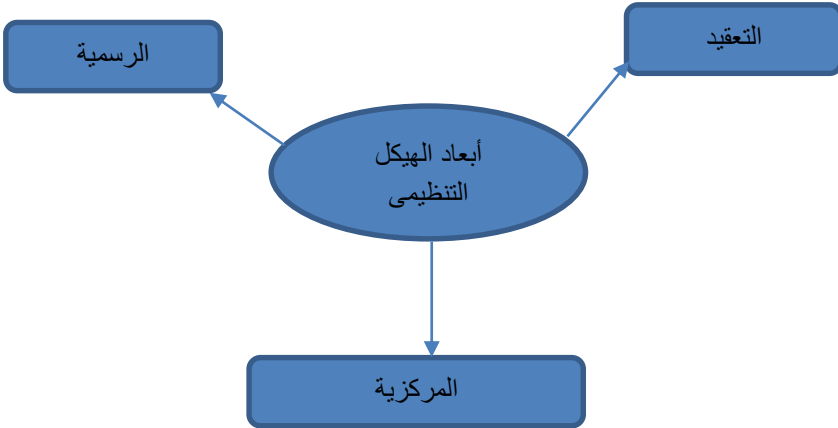 التعقيد
الرسمية
أبعاد الهيكل
التنظيمى
المركزية